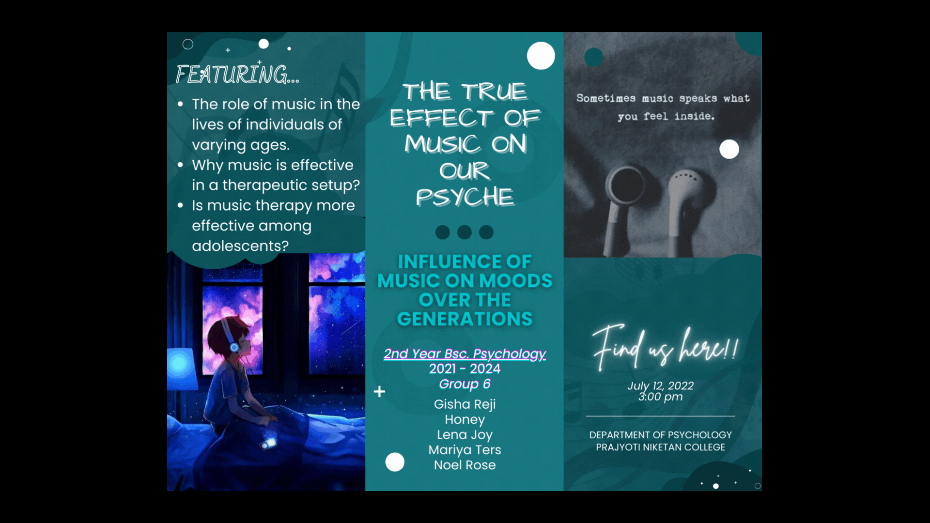 FEATURING...
• The role of music in the
lives of individuals of
varying ages.
• Why music is effective
in a therapeutic setup?
• Is music therapy more
effective among
adolescents?
THE TRUE
EFFECT OF
MUSIC ON
OUR
PSYCHE
INFLUENCE OF
MUSIC ON MOODS
OVER THE
GENERATIONS
2nd Year Bsc. Psychology
2021 - 2024
Group 6
Gisha Reji
Honey
Lena Joy
Mariya Ters
Noel Rose
Sometimes music speaks what
you feel inside.
Find us here!!
July 12, 2022
3:00 pm
DEPARTMENT OF PSYCHOLOGY
PRAJYOTI NIKETAN COLLEGE